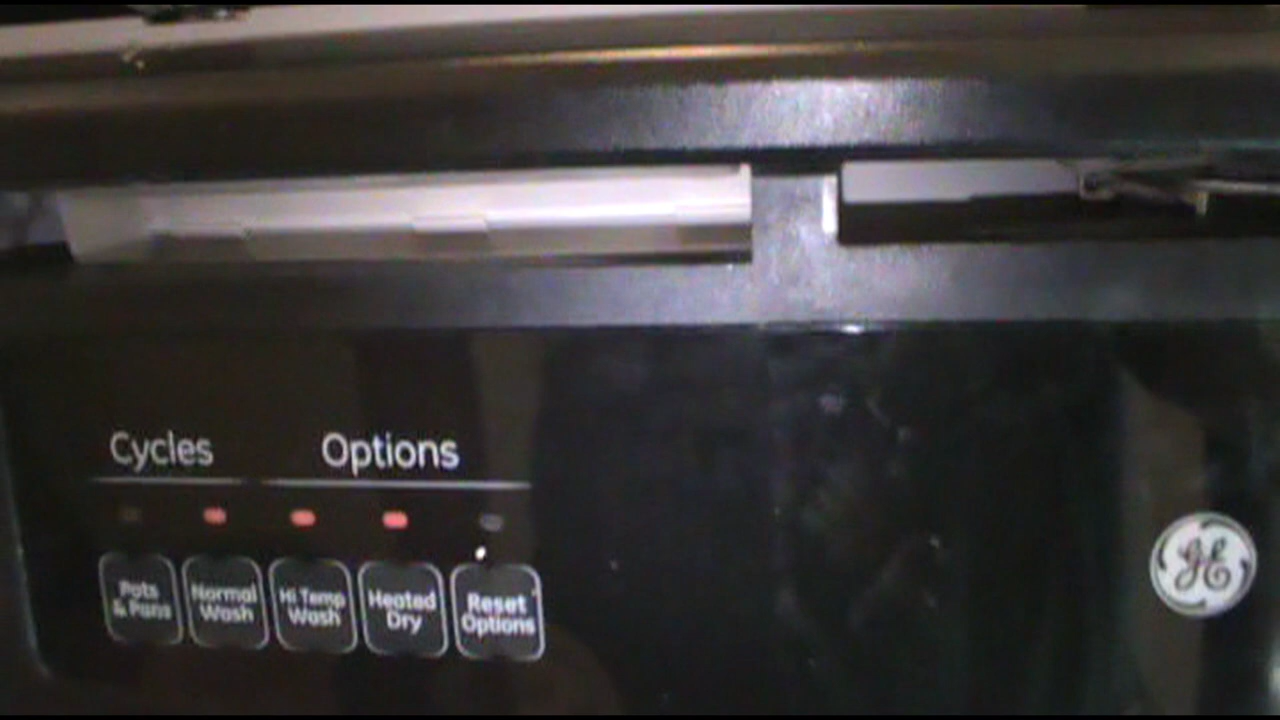 Cycles Options
Pots & Pans
Normal Wash
Hi Temp Wash
Heated Dry
Reset Options
GE